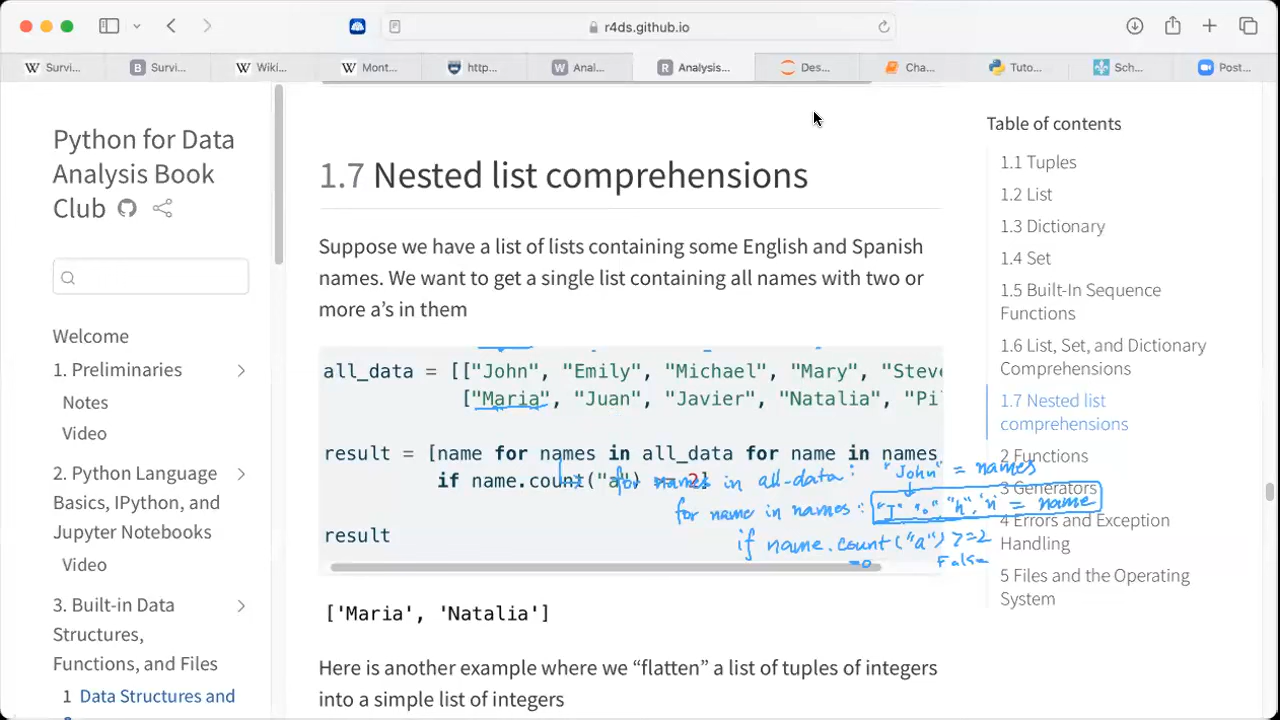 r4ds.github.io
Survi...
Survi...
Wiki...
Mont...
http...
Anal...
Analysis...
Des...
Cha...
Tuto...
Sch...
Post...
Python for Data
Analysis Book
Club
Welcome
1. Preliminaries
Notes
Video
2. Python Language
Basics, IPython, and
Jupyter Notebooks
Video
3. Built-in Data
Structures,
Functions, and Files
1 Data Structures and
1.7 Nested list comprehensions
Suppose we have a list of lists containing some English and Spanish
names. We want to get a single list containing all names with two or
more a's in them
all_data = [["John", "Emily", "Michael", "Mary", "Steve
["Maria", "Juan", "Javier", "Natalia", "Pil
result = [name for names in all_data for name in names
if name.count("a") >= 2]
result
for names in all-data: "John" = names
for name in names: "J" "o", "h", "n" = name
if name.count("a") >=2
=0 False
['Maria', 'Natalia']
Here is another example where we “flatten” a list of tuples of integers
into a simple list of integers
Table of contents
1.1 Tuples
1.2 List
1.3 Dictionary
1.4 Set
1.5 Built-In Sequence
Functions
1.6 List, Set, and Dictionary
Comprehensions
1.7 Nested list
comprehensions
2 Functions
3 Generators
4 Errors and Exception
Handling
5 Files and the Operating
System